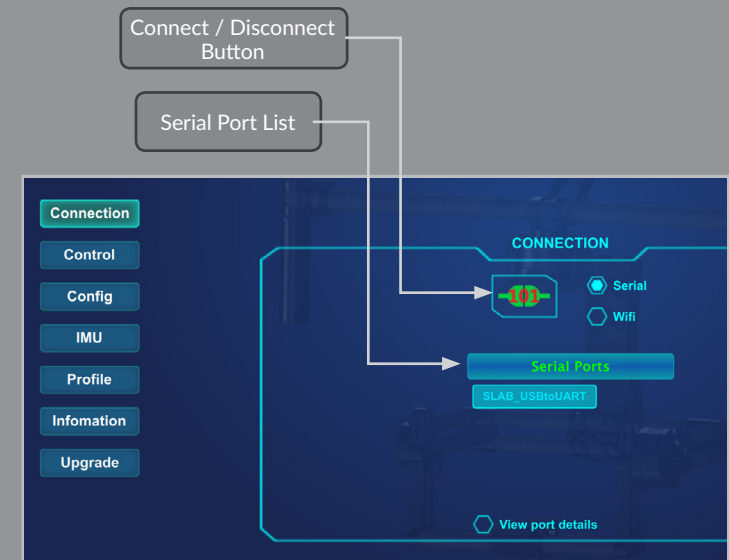 Connect / Disconnect
Button
Serial Port List
Connection
Control
Config
IMU
Profile
Infomation
Upgrade
CONNECTION
101
Serial
Wifi
Serial Ports
SLAB_USBtoUART
View port details